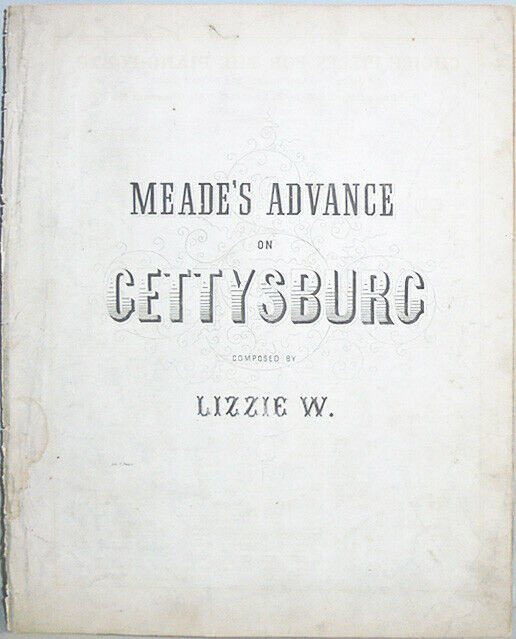 MEADE'S ADVANCE
ON
GETTYSBURG
COMPOSED BY
LIZZIE W.